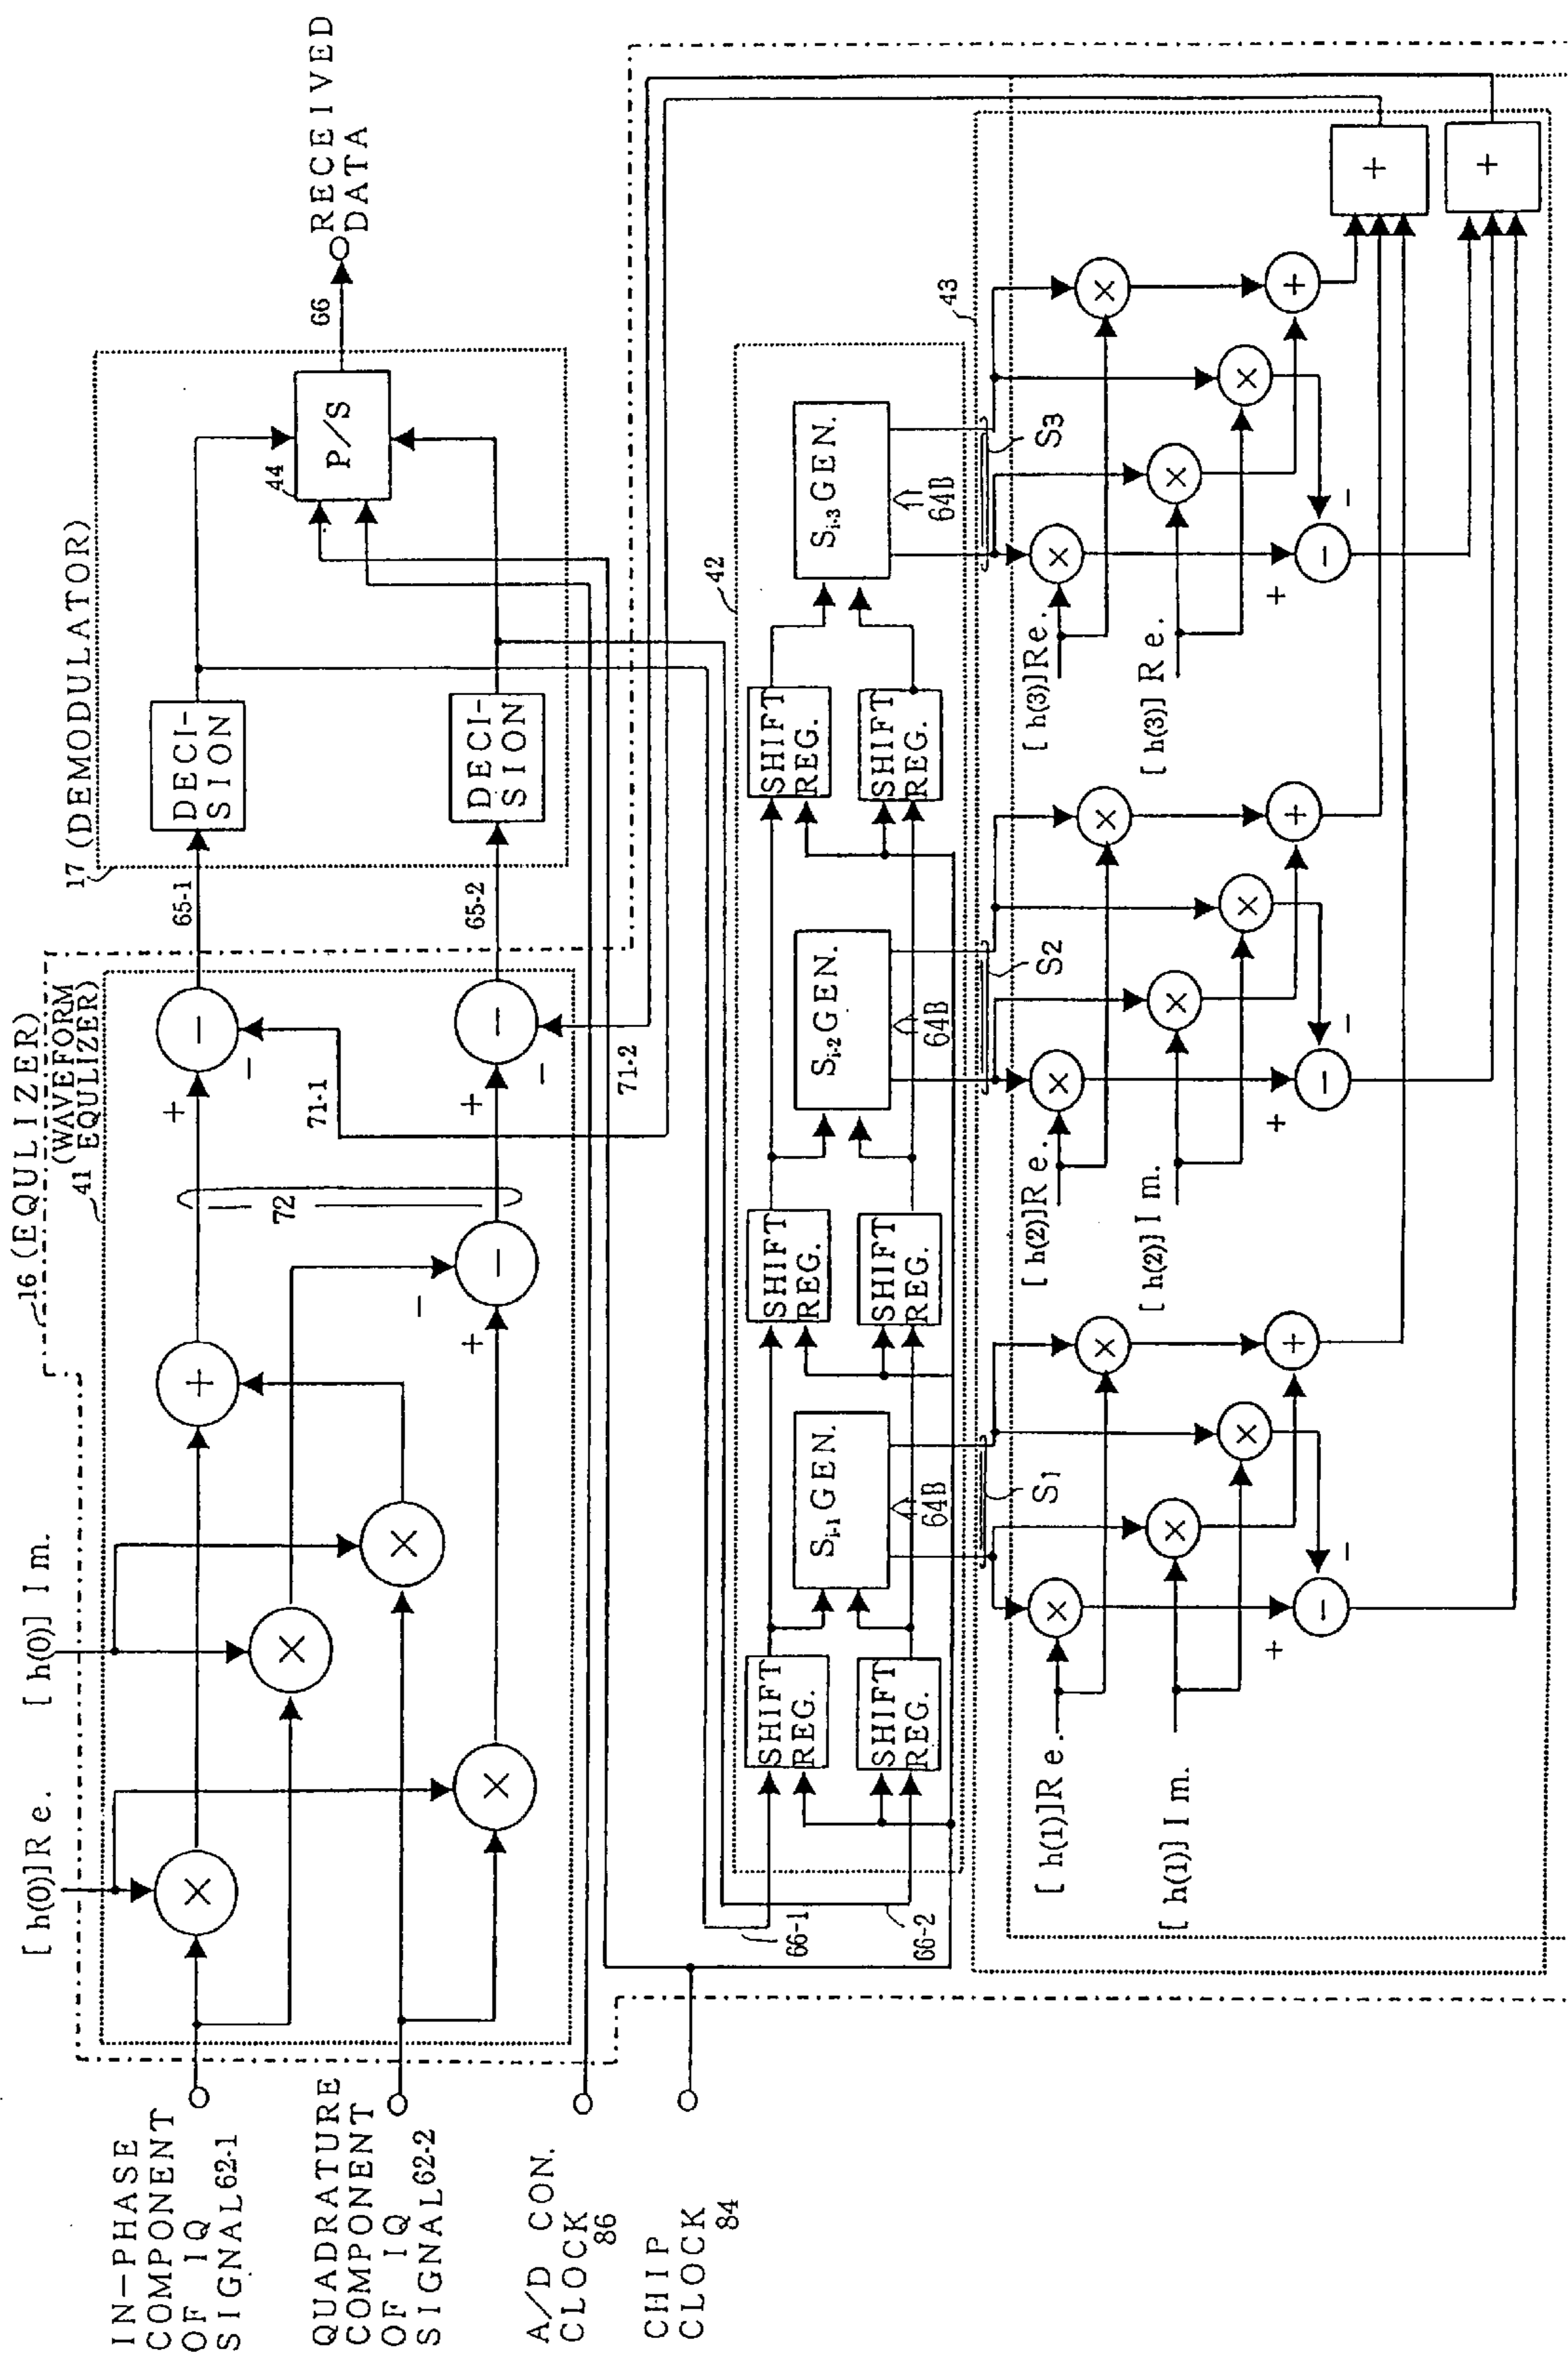 16 (EQULIZER)
41 (WAVEFORM
EQULIZER)
17 (DEMODULATOR)
[h(0)]Re.
[h(0)] Im.
IN-PHASE
COMPONENT
OF IQ
SIGNAL 62-1
QUADRATURE
COMPONENT
OF IQ
SIGNAL 62-2
A/D CON.
CLOCK
86
CHIP
CLOCK
84
×
×
×
×
+
−
+
−
72
−
+
−
−
+
−
71-1
71-2
65-1
65-2
DECI-
SION
DECI-
SION
44
P/S
66
RECEIVED
DATA
66-1
66-2
42
SHIFT
REG.
SHIFT
REG.
Si-1 GEN.
64B
S1
SHIFT
REG.
SHIFT
REG.
Si-2 GEN.
64B
S2
SHIFT
REG.
SHIFT
REG.
Si-3 GEN.
64B
S3
43
[h(1)]Re.
[h(1)] Im.
×
×
×
×
+
−
−
+
[h(2)]Re.
[h(2)] Im.
×
×
×
×
+
−
−
+
[h(3)]Re.
[h(3)] Re.
×
×
×
×
+
−
−
+
+
+